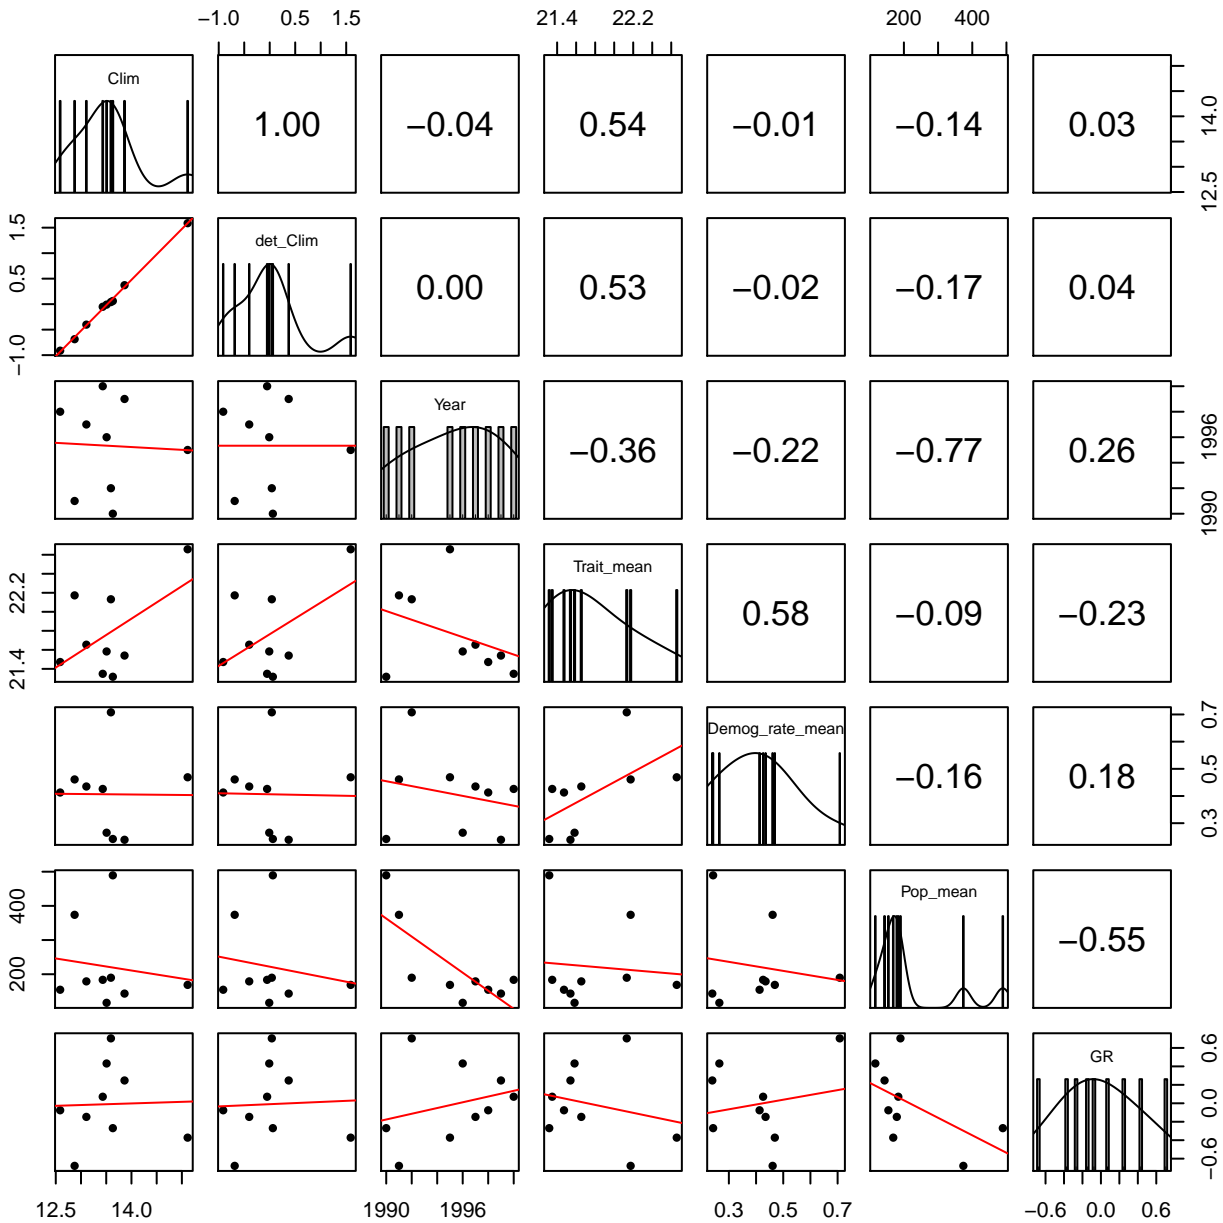 −1.0 0.5 1.5 21.4 22.2 200 400
Clim 1.00 −0.04 0.54 −0.01 −0.14 0.03 12.5 14.0
−1.0 0.5 1.5 det_Clim 0.00 0.53 −0.02 −0.17 0.04
Year −0.36 −0.22 −0.77 0.26 1990 1996
21.4 22.2 Trait_mean 0.58 −0.09 −0.23
Demog_rate_mean −0.16 0.18 0.3 0.5 0.7
200 400 Pop_mean −0.55
GR −0.6 0.0 0.6
12.5 14.0 1990 1996 0.3 0.5 0.7 −0.6 0.0 0.6